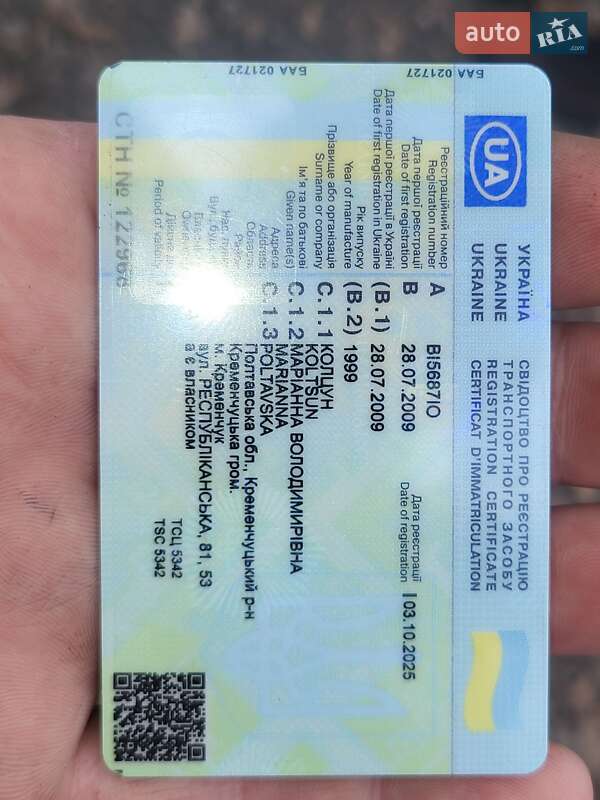 auto RIA.com
UA
УКРАЇНА СВІДОЦТВО ПРО РЕЄСТРАЦІЮ
UKRAINE ТРАНСПОРТНОГО ЗАСОБУ
UKRAINE REGISTRATION CERTIFICATE
CERTIFICAT D'IMMATRICULATION
Реєстраційний номер
Registration number A ВІ5687ІО
Дата реєстрації
Date of registration I 03.10.2025
Дата першої реєстрації
Date of first registration B 28.07.2009
Дата першої реєстрації в Україні
Date of first registration in Ukraine (B.1) 28.07.2009
Рік випуску
Year of manufacture (B.2) 1999
Прізвище або організація
Surname or company C.1.1 КОЛЦУН
KOLTSUN
Ім'я та по батькові
Given name(s) C.1.2 МАРІАННА ВОЛОДИМИРІВНА
MARIANNA
Адреса
Address C.1.3 POLTAVSKA
Полтавська обл., Кременчуцький р-н
Кременчуцька гром.
м. Кременчук
вул. РЕСПУБЛІКАНСЬКА, 81, 53
а є власником
Period of validity
ТСЦ 5342
TSC 5342
СТН № 122966
БАА 021727
БАА 021727
БАА 021727